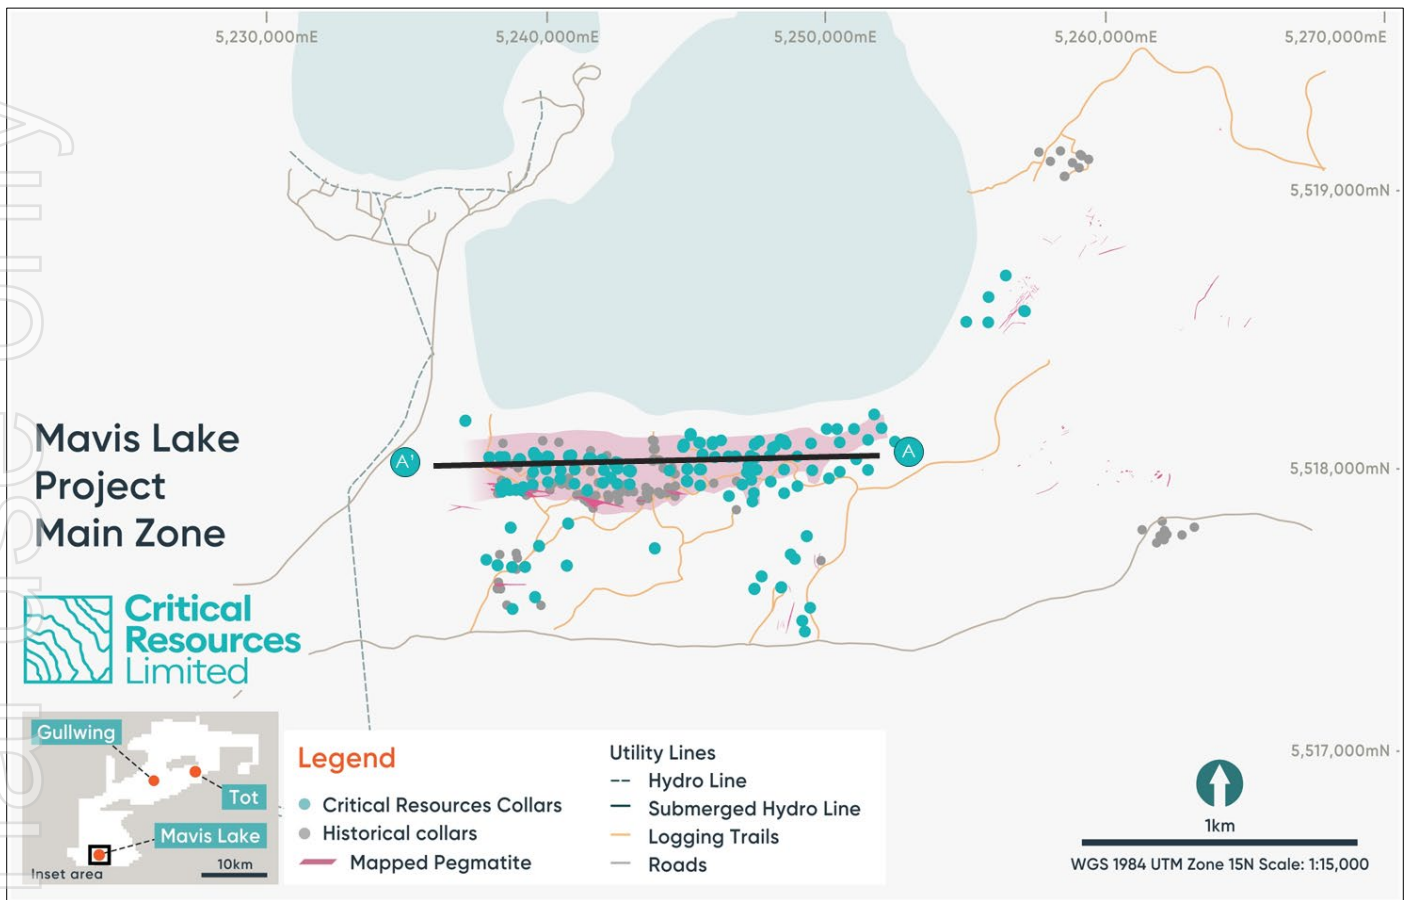 5,230,000mE 5,240,000mE 5,250,000mE 5,260,000mE 5,270,000mE
5,519,000mN
A' A
Mavis Lake
Project
Main Zone
5,518,000mN
Critical
Resources
Limited
Gullwing
Tot
Mavis Lake
10km
Inset area
Legend
Critical Resources Collars
Historical collars
Mapped Pegmatite
Utility Lines
Hydro Line
Submerged Hydro Line
Logging Trails
Roads
5,517,000mN
1km
WGS 1984 UTM Zone 15N Scale: 1:15,000